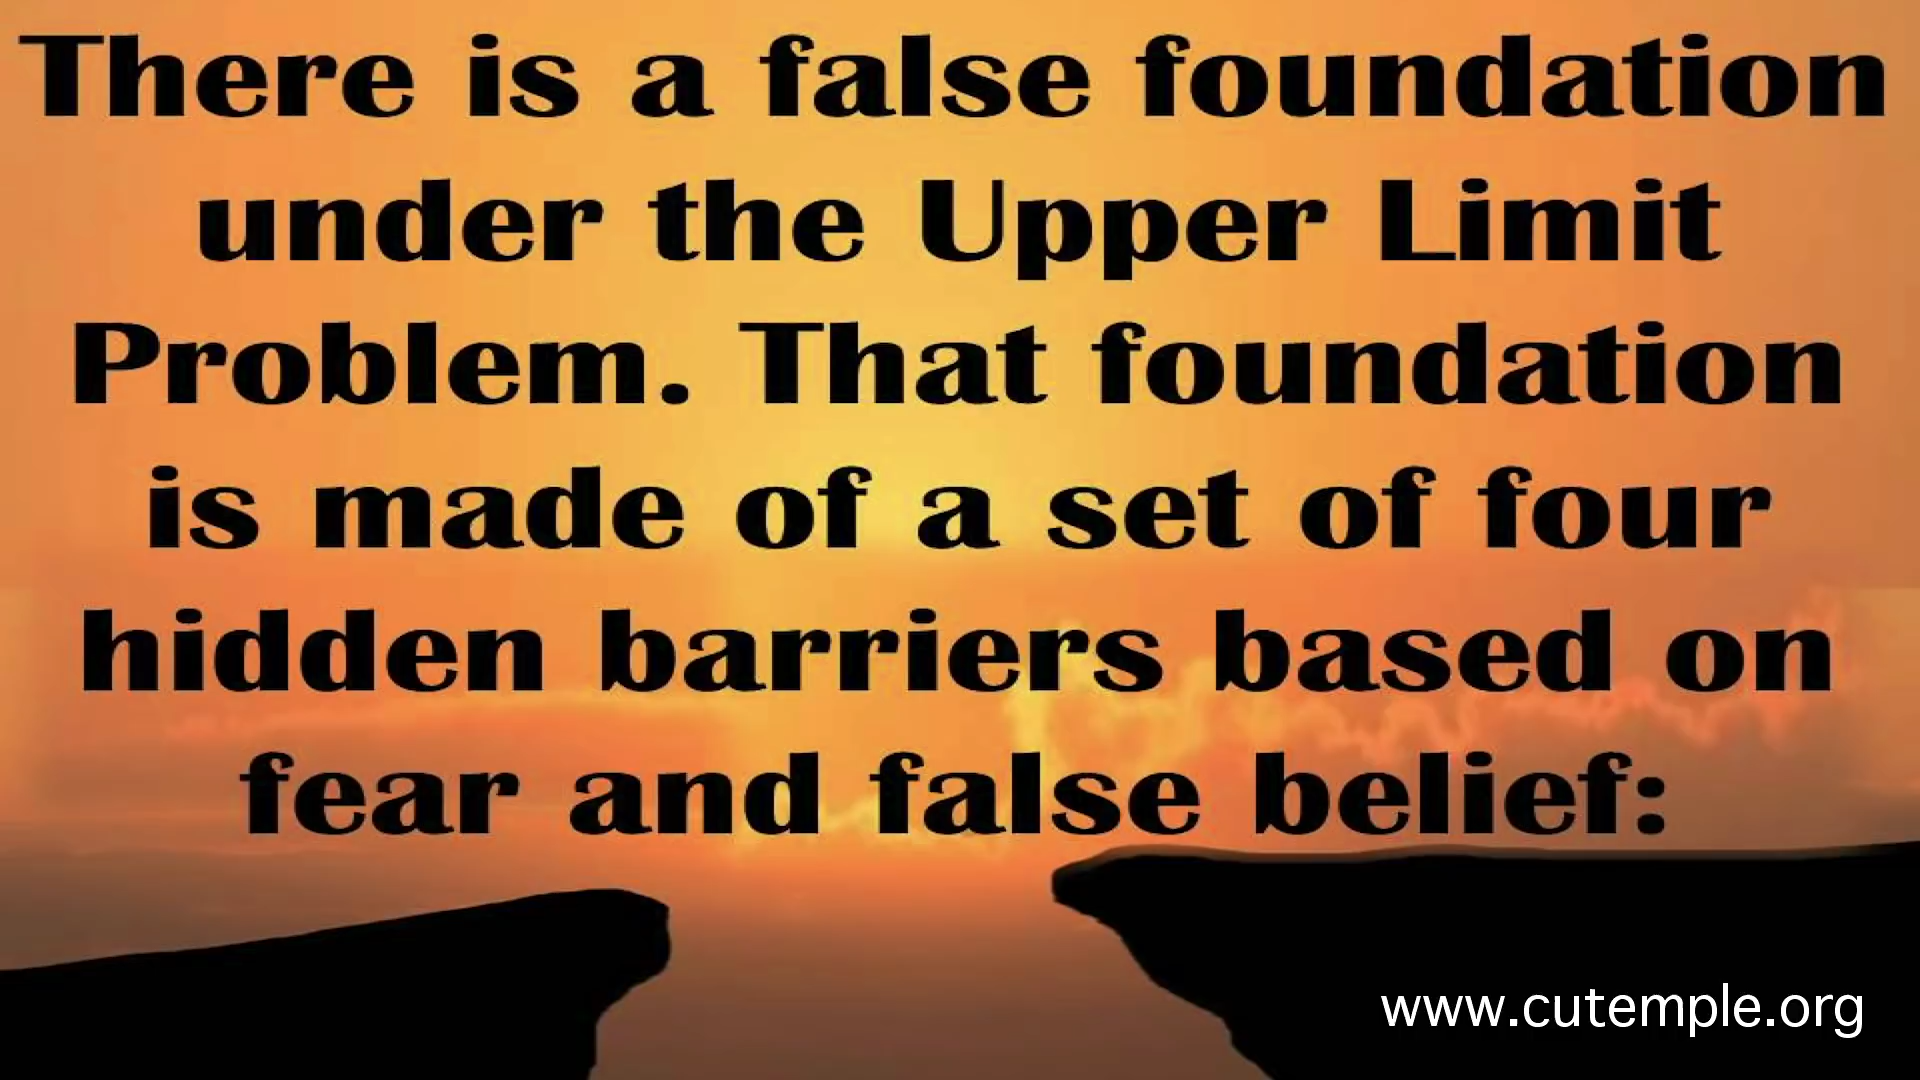 There is a false foundation
under the Upper Limit
Problem. That foundation
is made of a set of four
hidden barriers based on
fear and false belief:
www.cutemple.org